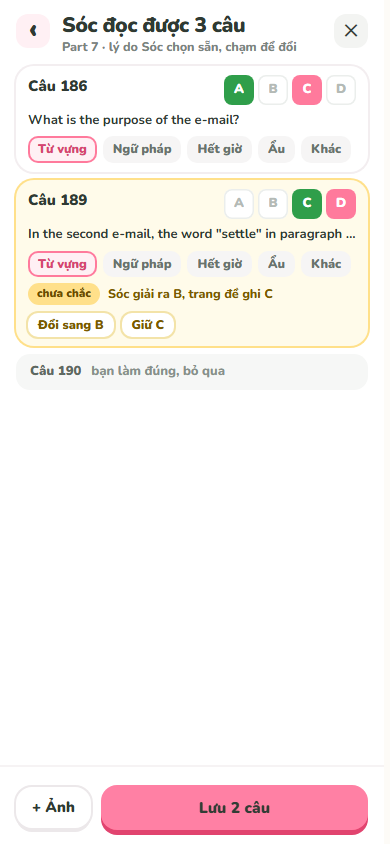 Sóc đọc được 3 câu
Part 7 · lý do Sóc chọn sẵn, chạm để đổi
Câu 186 A B C D
What is the purpose of the e-mail?
Từ vựng Ngữ pháp Hết giờ Ẩu Khác
Câu 189 A B C D
In the second e-mail, the word "settle" in paragraph ...
Từ vựng Ngữ pháp Hết giờ Ẩu Khác
chưa chắc Sóc giải ra B, trang đề ghi C
Đổi sang B Giữ C
Câu 190 bạn làm đúng, bỏ qua
+ Ảnh Lưu 2 câu